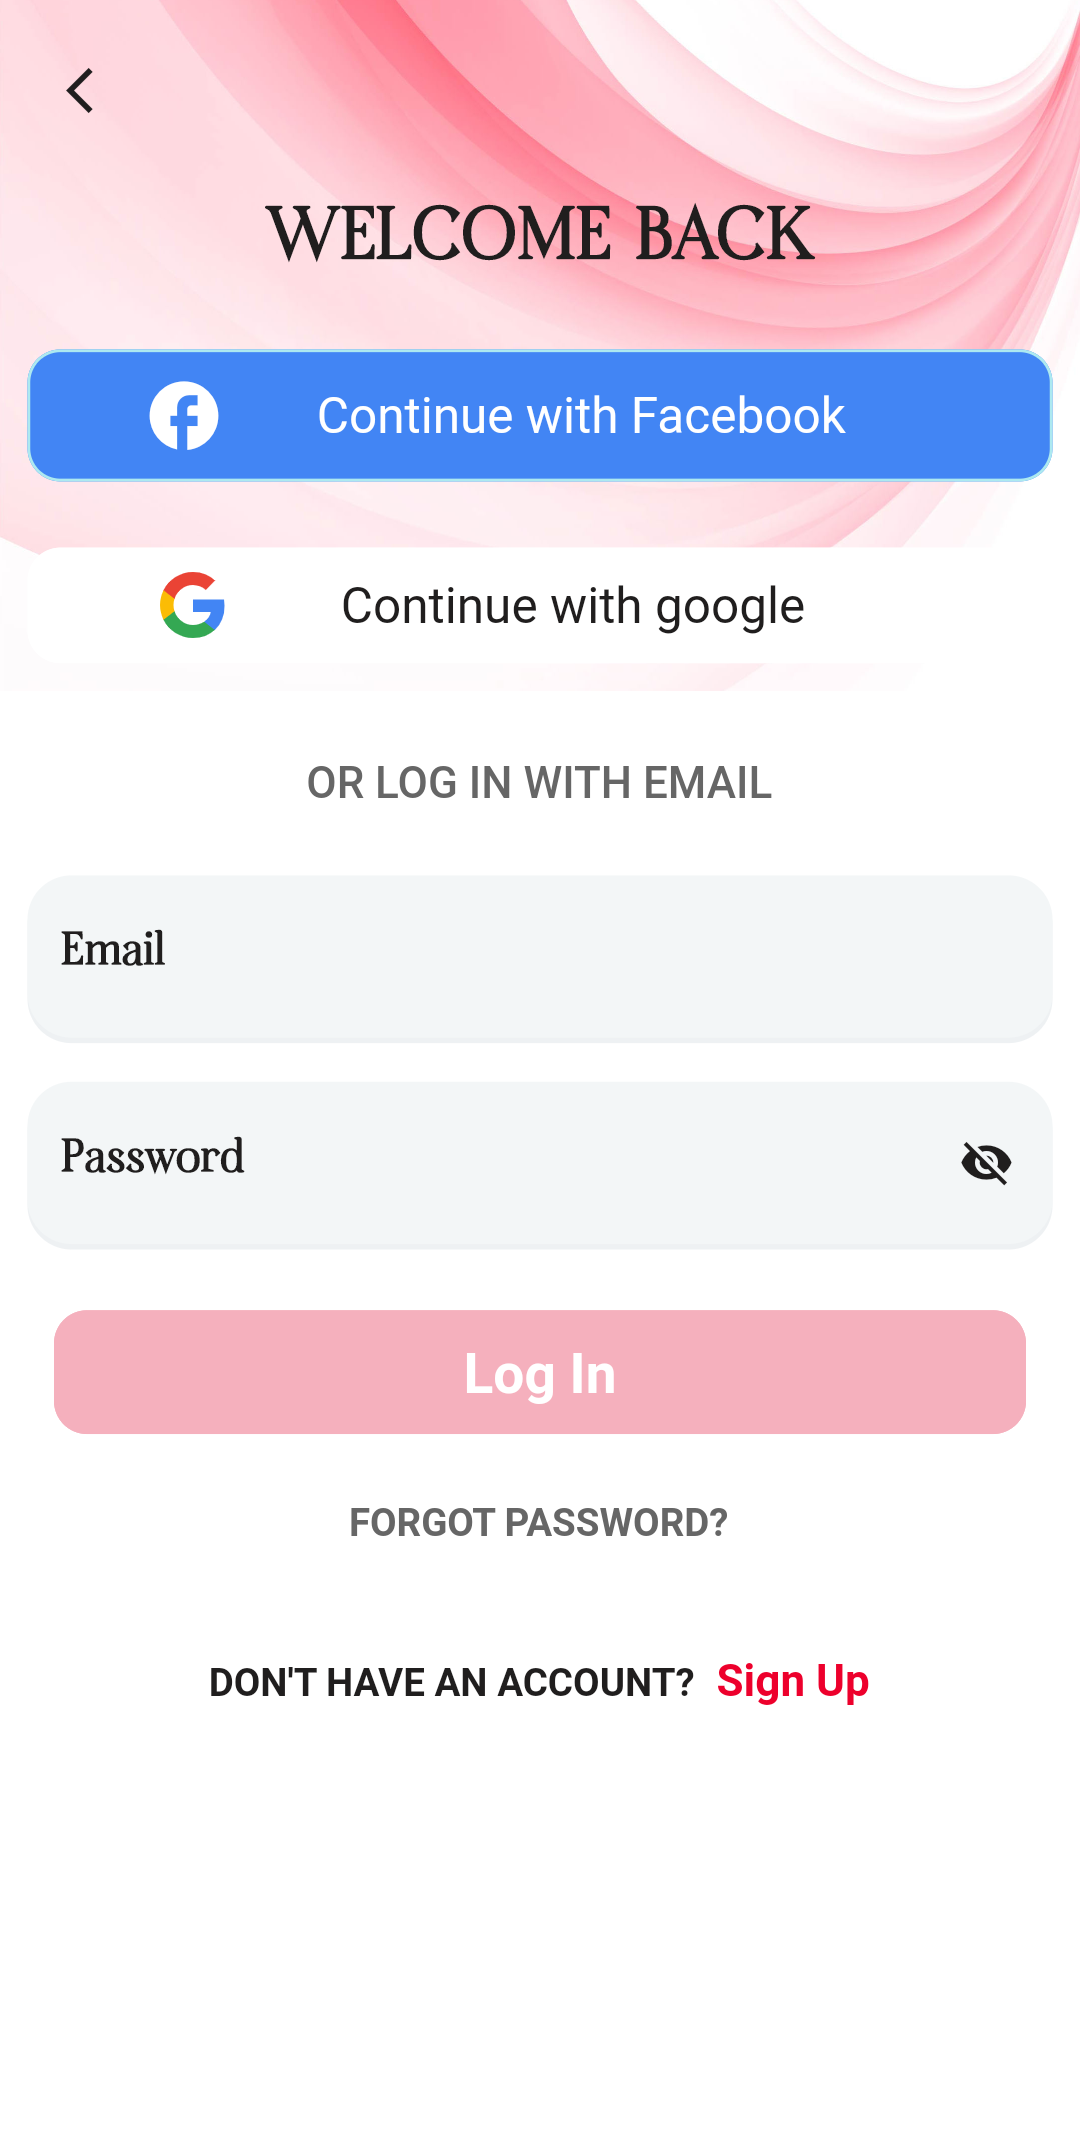 WELCOME BACK
Continue with Facebook
Continue with google
OR LOG IN WITH EMAIL
Email
Password
Log In
FORGOT PASSWORD?
DON'T HAVE AN ACCOUNT? Sign Up